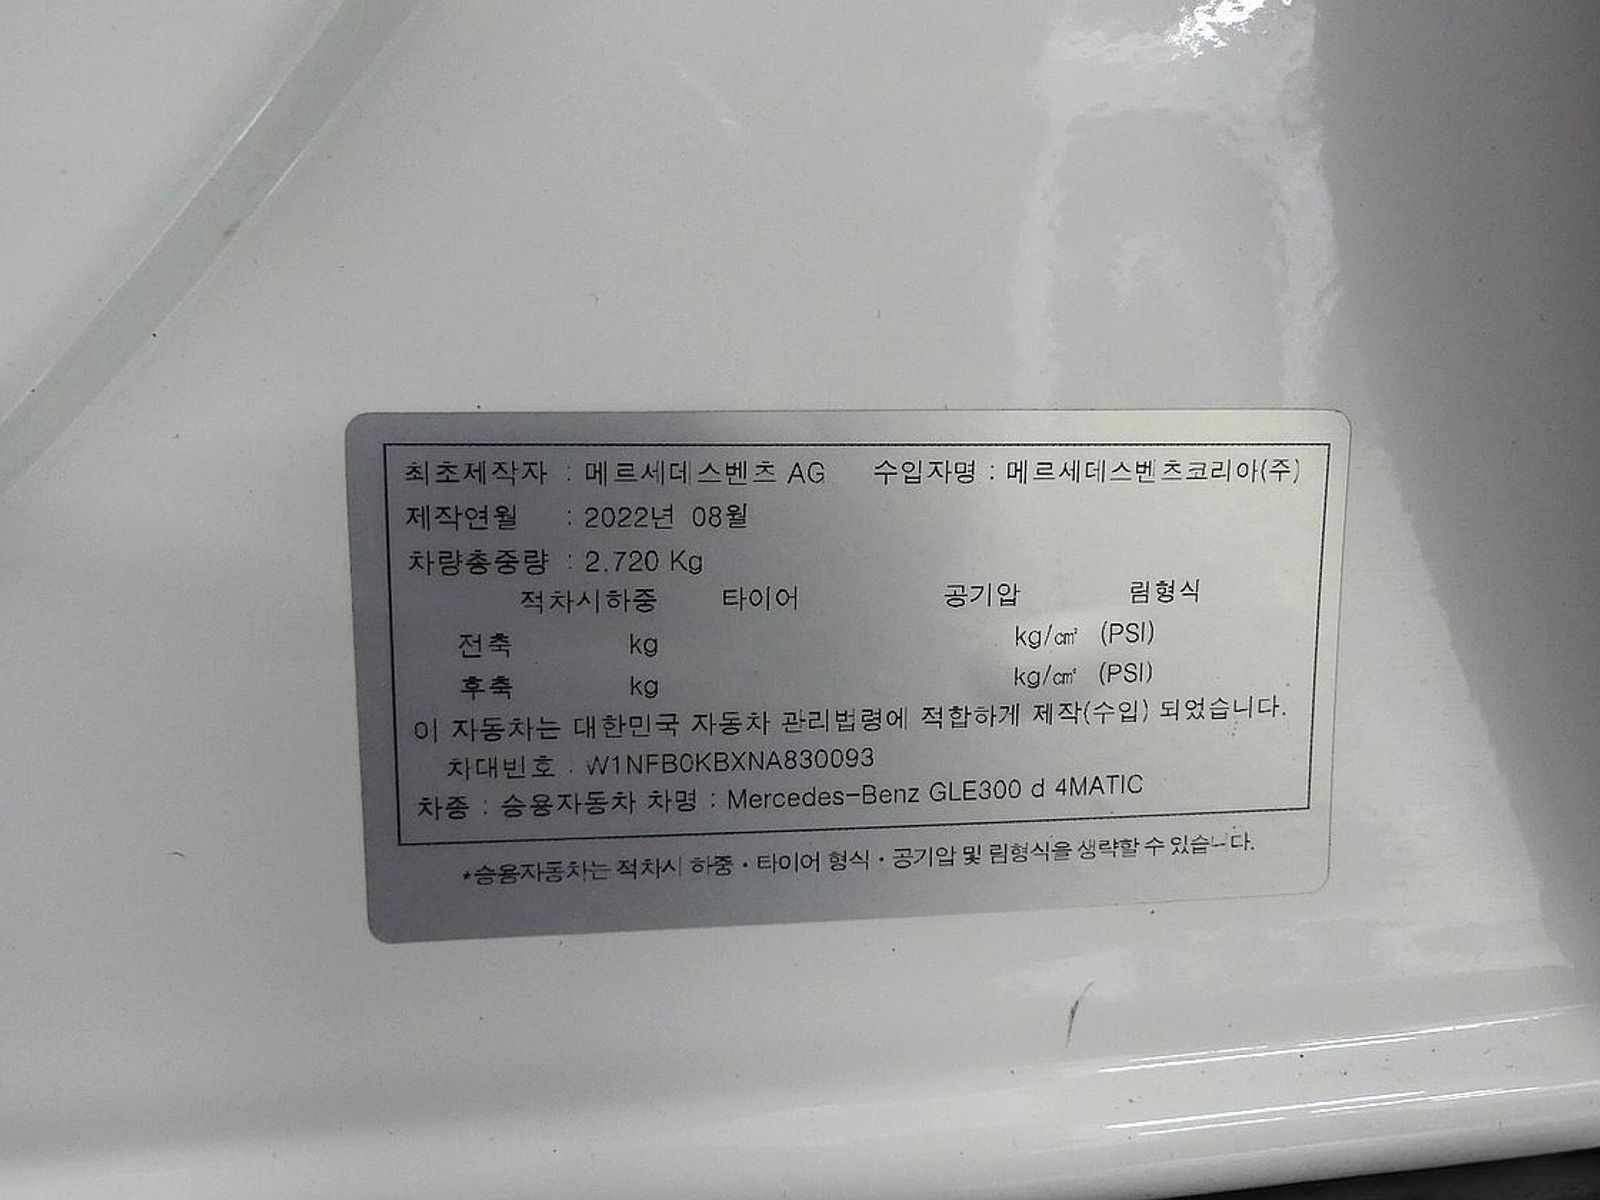 최초제작자 : 메르세데스벤츠 AG 수입자명 : 메르세데스벤츠코리아(주)
제작연월 : 2022년 08월
차량총중량 : 2.720 Kg
적차시하중 타이어 공기압 림형식
전축 kg kg/㎠ (PSI)
후축 kg kg/㎠ (PSI)
이 자동차는 대한민국 자동차 관리법령에 적합하게 제작(수입) 되었습니다.
차대번호 : W1NFB0KBXNA830093
차종 : 승용자동차 차명 : Mercedes-Benz GLE300 d 4MATIC
*승용자동차는 적차시 하중·타이어 형식·공기압 및 림형식을 생략할 수 있습니다.